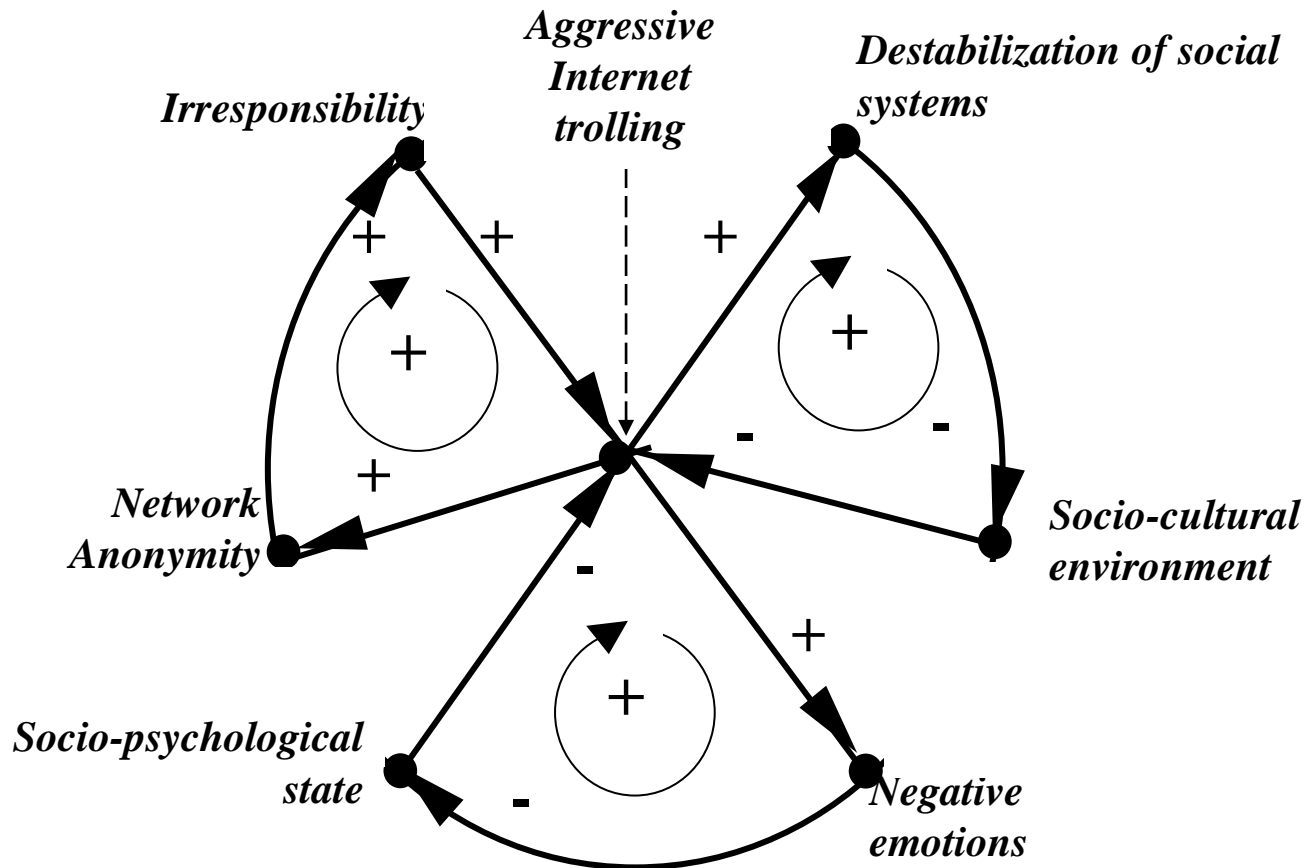 Aggressive
Internet
trolling
Destabilization of social
systems
Irresponsibility
+
+
+
+
+
-
-
+
Network
Anonymity
Socio-cultural
environment
-
+
+
Socio-psychological
state
-
Negative
emotions